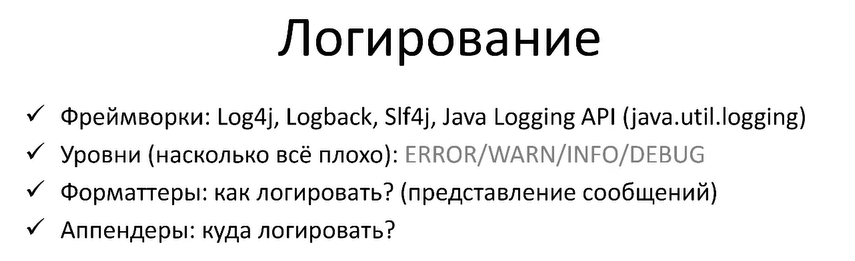 Логирование
✓ Фреймворки: Log4j, Logback, Slf4j, Java Logging API (java.util.logging)
✓ Уровни (насколько всё плохо): ERROR/WARN/INFO/DEBUG
✓ Форматтеры: как логировать? (представление сообщений)
✓ Аппендеры: куда логировать?